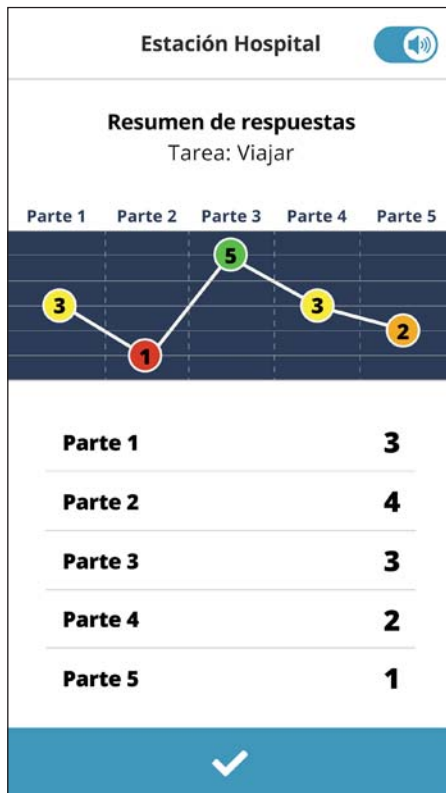 Estación Hospital
Resumen de respuestas
Tarea: Viajar
Parte 1 Parte 2 Parte 3 Parte 4 Parte 5
5
3 3
2
1
Parte 1 3
Parte 2 4
Parte 3 3
Parte 4 2
Parte 5 1